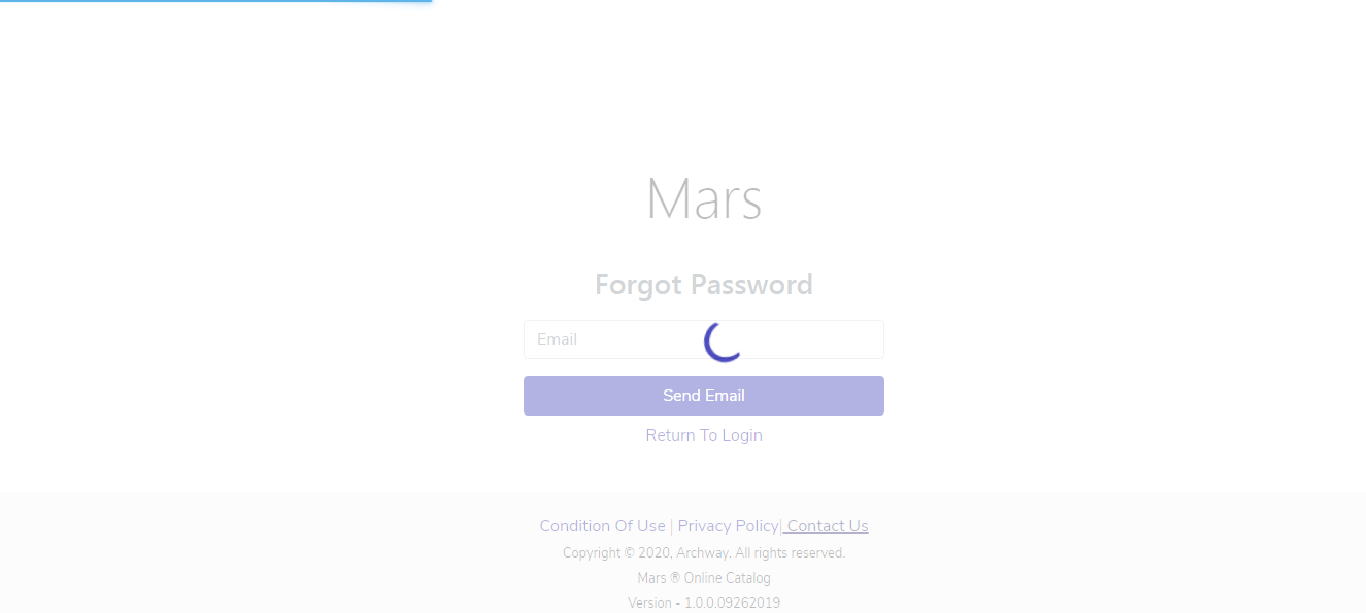 Mars
Forgot Password
Email
Send Email
Return To Login
Condition Of Use | Privacy Policy| Contact Us
Copyright © 2020, Archway. All rights reserved.
Mars ® Online Catalog
Version - 1.0.0.09262019